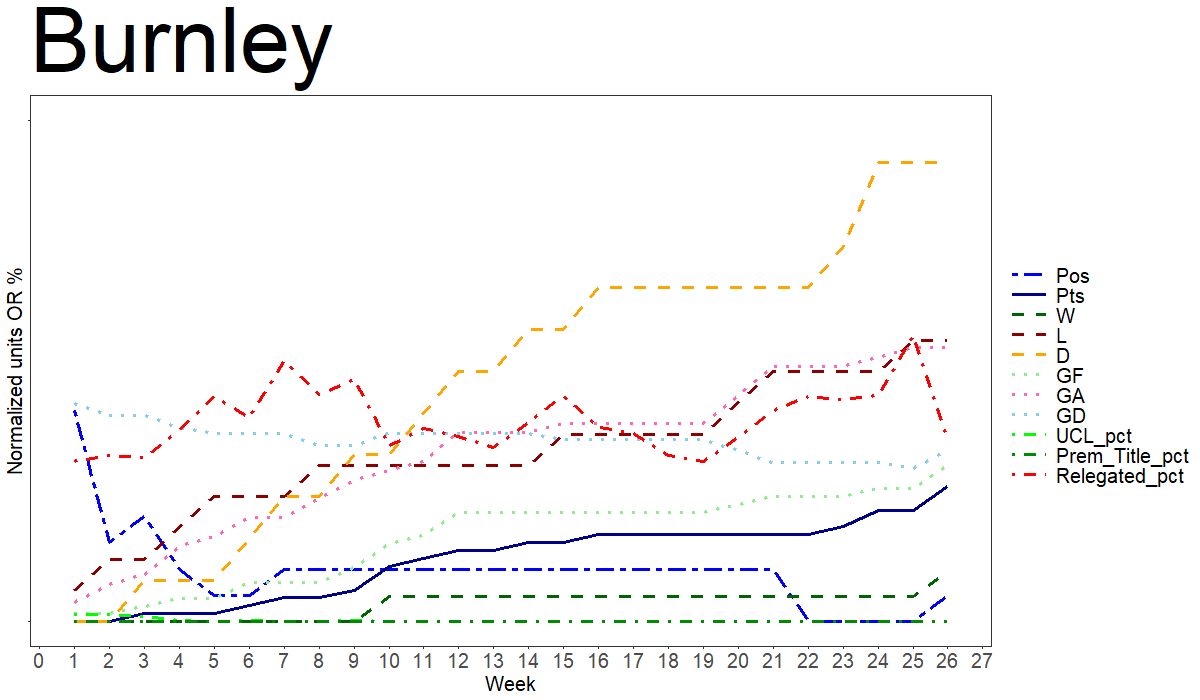 Burnley
Normalized units OR %
0 1 2 3 4 5 6 7 8 9 10 11 12 13 14 15 16 17 18 19 20 21 22 23 24 25 26 27
Week
Pos
Pts
W
L
D
GF
GA
GD
UCL_pct
Prem_Title_pct
Relegated_pct